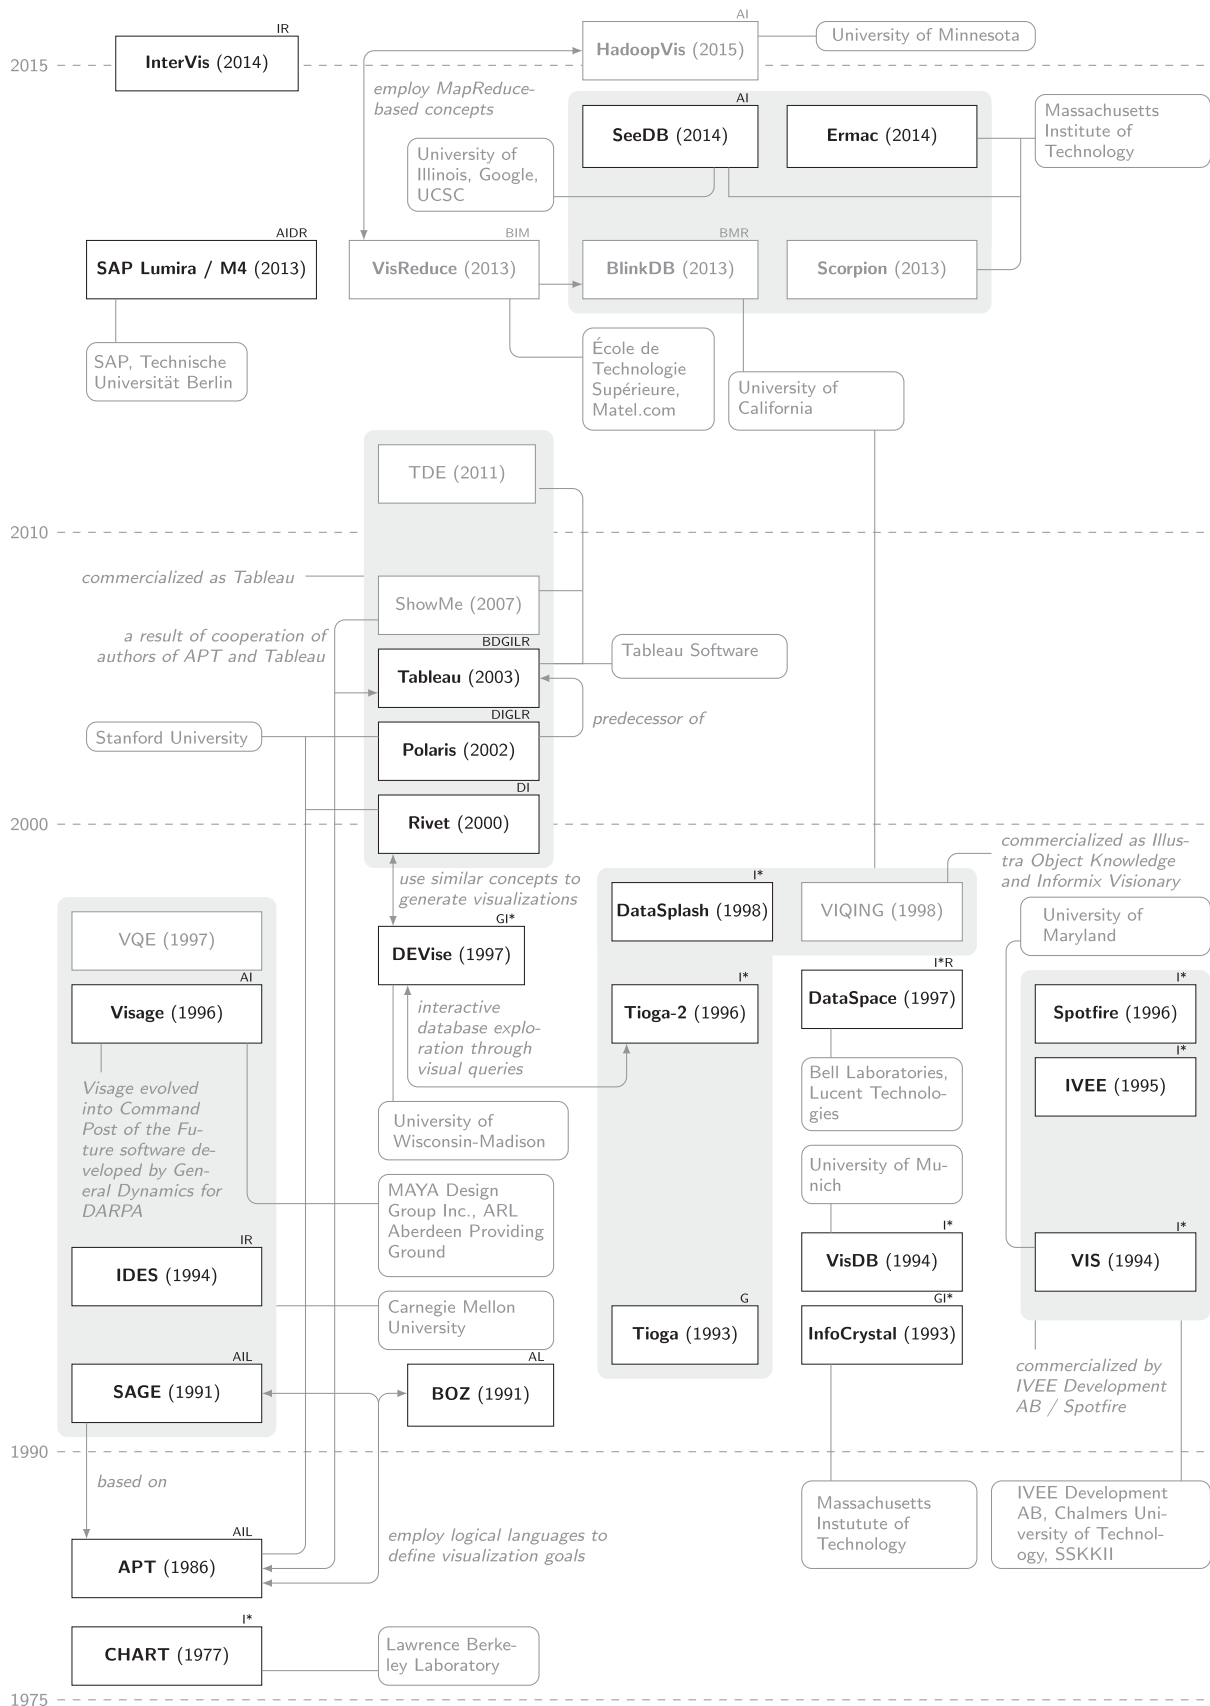 IR
AI
InterVis (2014)
HadoopVis (2015)
University of Minnesota
2015
employ MapReduce-
based concepts
AI
SeeDB (2014)
Ermac (2014)
Massachusetts
Institute of
Technology
University of
Illinois, Google,
UCSC
AIDR
SAP Lumira / M4 (2013)
BIM
VisReduce (2013)
BMR
BlinkDB (2013)
Scorpion (2013)
SAP, Technische
Universität Berlin
École de
Technologie
Supérieure,
Matel.com
University of
California
TDE (2011)
2010
commercialized as Tableau
ShowMe (2007)
a result of cooperation of
authors of APT and Tableau
BDGILR
Tableau (2003)
Tableau Software
predecessor of
Stanford University
DIGLR
Polaris (2002)
DI
Rivet (2000)
2000
commercialized as Illus-
tra Object Knowledge
and Informix Visionary
use similar concepts to
generate visualizations
I*
DataSplash (1998)
VIQING (1998)
University of
Maryland
VQE (1997)
GI*
DEVise (1997)
AI
Visage (1996)
interactive
database explo-
ration through
visual queries
I*
Tioga-2 (1996)
I*R
DataSpace (1997)
I*
Spotfire (1996)
I*
IVEE (1995)
Bell Laboratories,
Lucent Technolo-
gies
Visage evolved
into Command
Post of the Fu-
ture software de-
veloped by Gen-
eral Dynamics for
DARPA
University of
Wisconsin-Madison
University of Mu-
nich
MAYA Design
Group Inc., ARL
Aberdeen Providing
Ground
IR
IDES (1994)
I*
VisDB (1994)
I*
VIS (1994)
Carnegie Mellon
University
G
Tioga (1993)
GI*
InfoCrystal (1993)
AIL
SAGE (1991)
AL
BOZ (1991)
commercialized by
IVEE Development
AB / Spotfire
1990
based on
Massachusetts
Instutute of
Technology
IVEE Development
AB, Chalmers Uni-
versity of Technol-
ogy, SSKKII
employ logical languages to
define visualization goals
AIL
APT (1986)
I*
CHART (1977)
Lawrence Berke-
ley Laboratory
1975